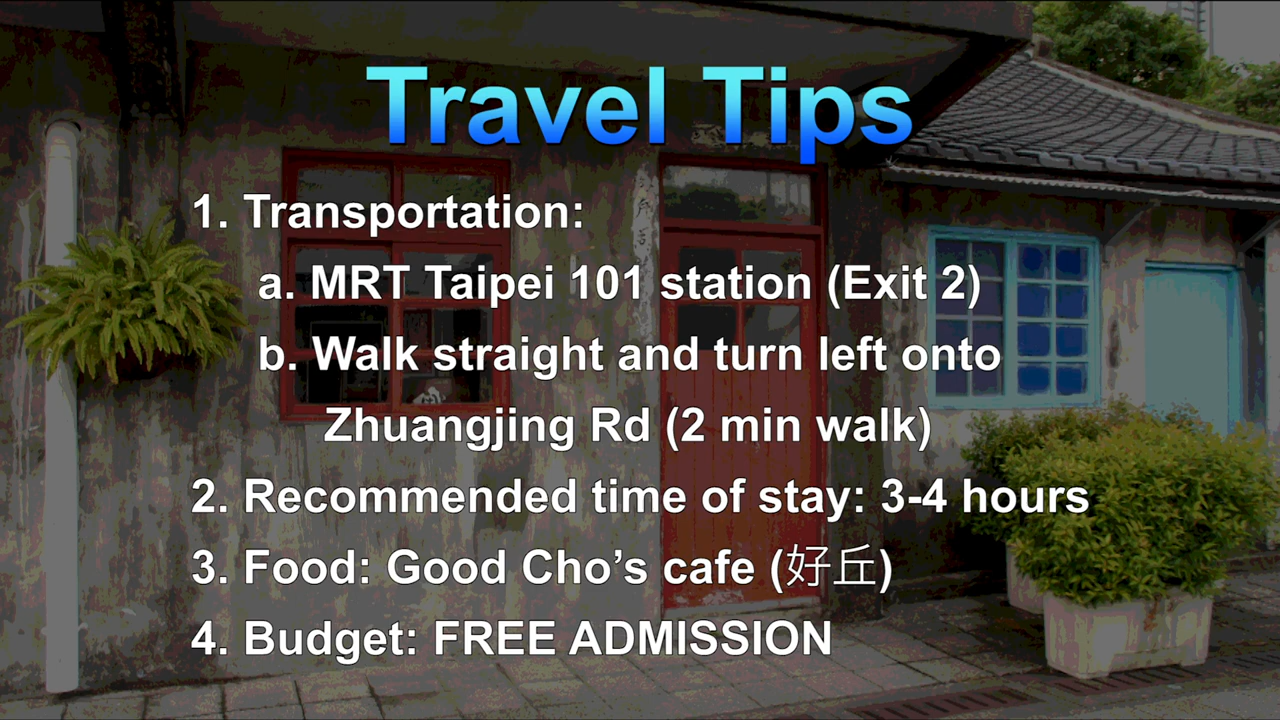 Travel Tips
1. Transportation:
a. MRT Taipei 101 station (Exit 2)
b. Walk straight and turn left onto
Zhuangjing Rd (2 min walk)
2. Recommended time of stay: 3-4 hours
3. Food: Good Cho’s cafe (好丘)
4. Budget: FREE ADMISSION